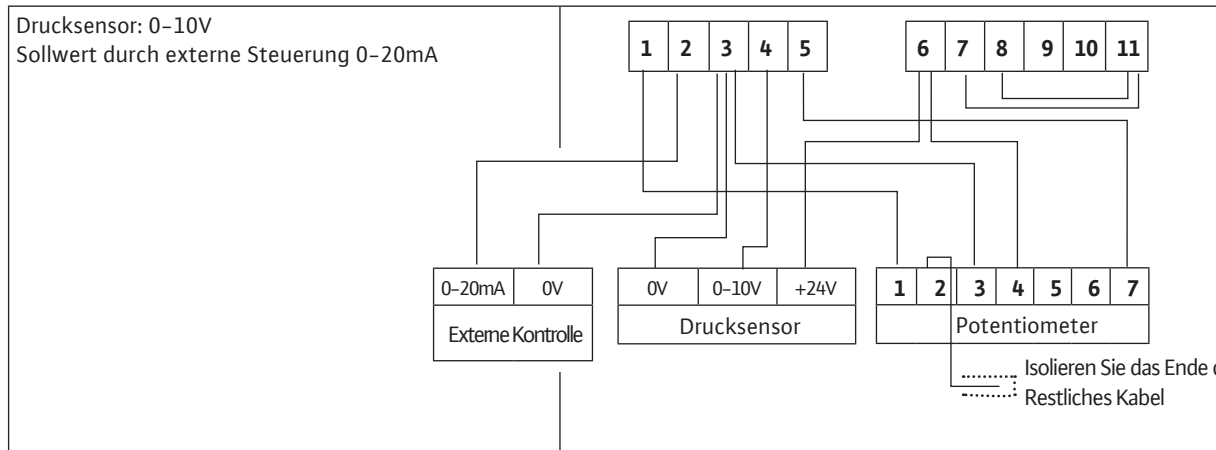 Drucksensor: 0–10V
Sollwert durch externe Steuerung 0–20mA
1 2 3 4 5
6 7 8 9 10 11
0–20mA 0V
Externe Kontrolle
0V 0–10V +24V
Drucksensor
1 2 3 4 5 6 7
Potentiometer
Isolieren Sie das Ende
Restliches Kabel